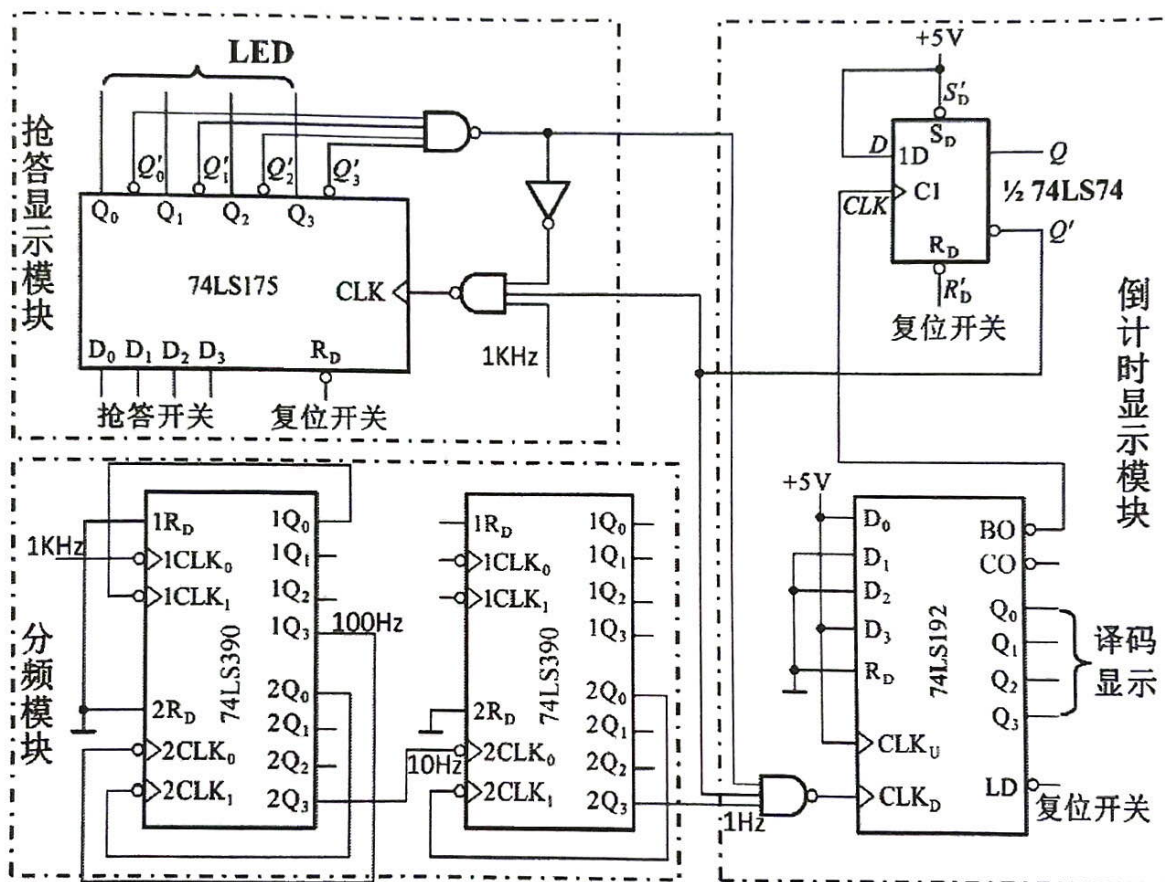 抢答显示模块
LED
Q′0
Q′1
Q′2
Q′3
Q0
Q1
Q2
Q3
74LS175
CLK
D0 D1 D2 D3
RD
抢答开关
复位开关
1KHz
+5V
S′D
SD
D
1D
Q
CLK
C1
½ 74LS74
Q′
RD
R′D
复位开关
倒计时显示模块
分频模块
1KHz
1RD
1CLK0
1CLK1
2RD
2CLK0
2CLK1
74LS390
1Q0
1Q1
1Q2
1Q3
100Hz
2Q0
2Q1
2Q2
2Q3
10Hz
1RD
1CLK0
1CLK1
2RD
2CLK0
2CLK1
74LS390
1Q0
1Q1
1Q2
1Q3
2Q0
2Q1
2Q2
2Q3
1Hz
+5V
D0
D1
D2
D3
RD
CLKU
CLKD
74LS192
BO
CO
Q0
Q1
Q2
Q3
LD
译码
显示
复位开关